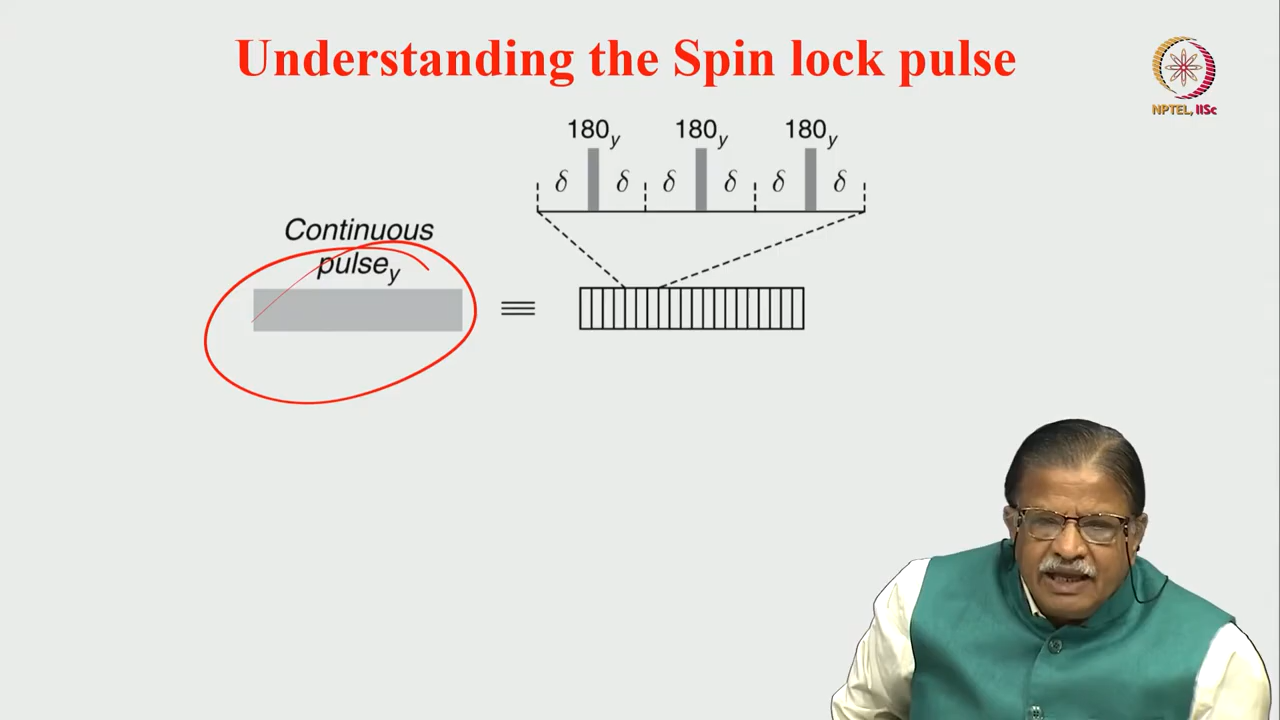 Understanding the Spin lock pulse
NPTEL, IISc
180y 180y 180y
δ δ δ δ δ δ
Continuous
pulsey
≡